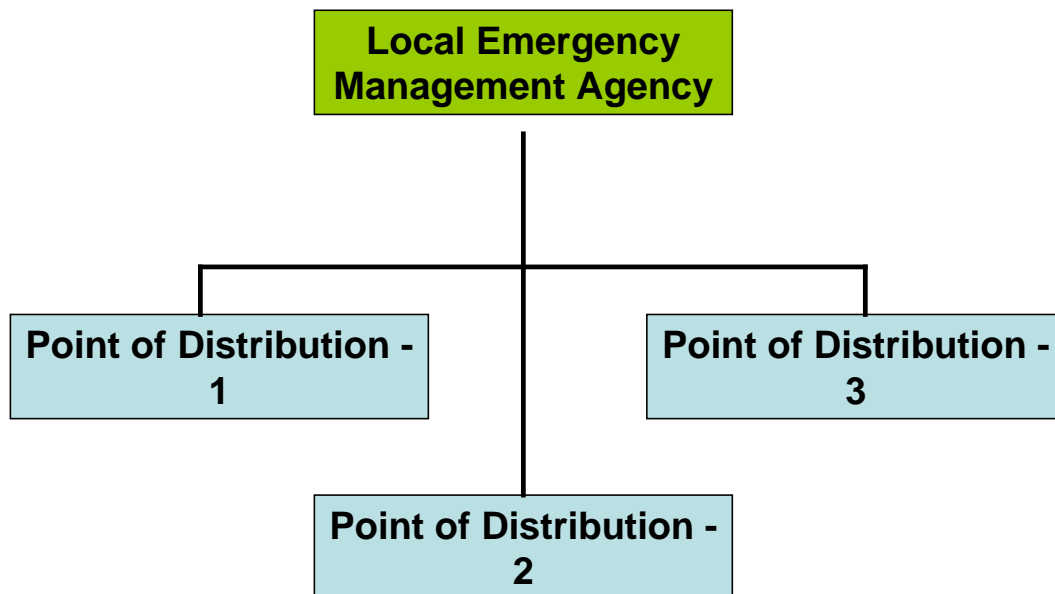 Local Emergency
Management Agency
Point of Distribution -
1
Point of Distribution -
3
Point of Distribution -
2